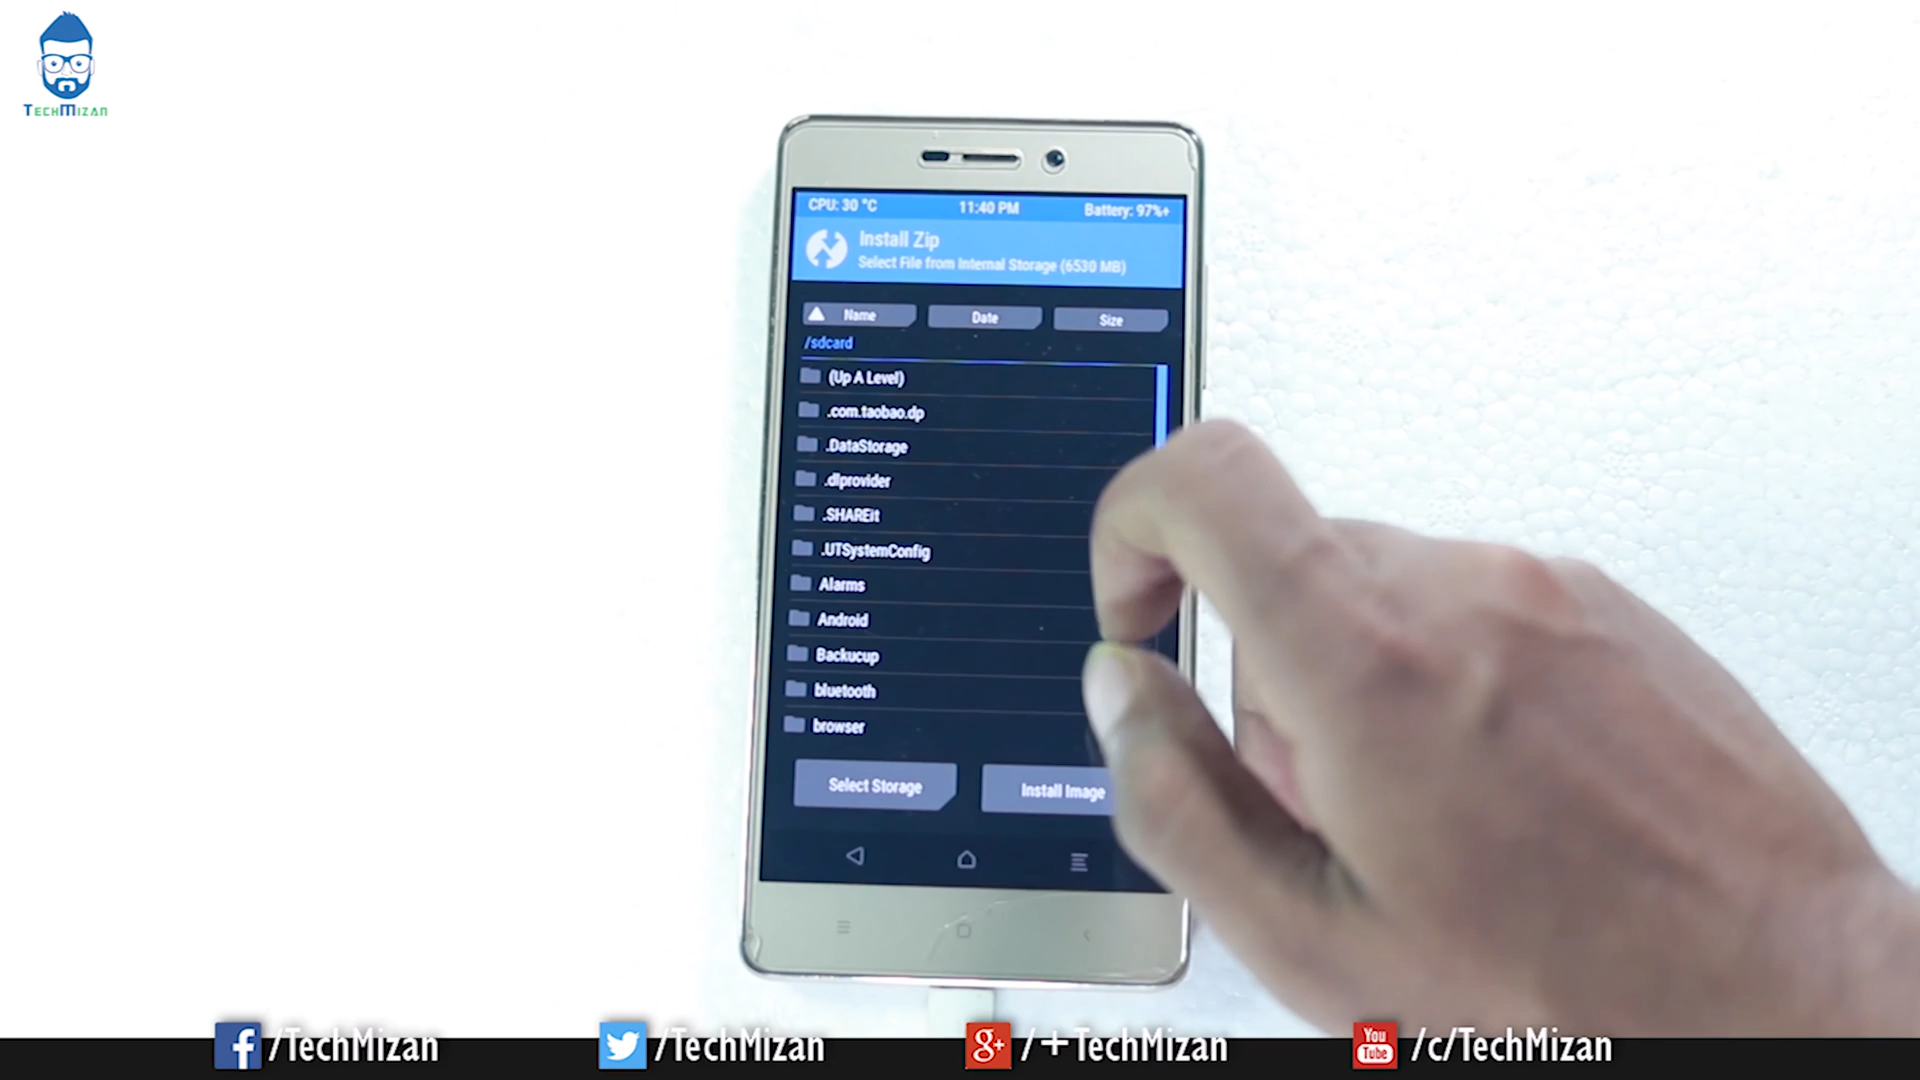 TechMizan
CPU: 30 °C
11:40 PM
Battery: 97%+
Install Zip
Select File from Internal Storage (6530 MB)
Name
Date
Size
/sdcard
(Up A Level)
.com.taobao.dp
.DataStorage
.dlprovider
.SHAREit
.UTSystemConfig
Alarms
Android
Backucup
bluetooth
browser
Select Storage
Install Image
f /TechMizan
/TechMizan
g+ /+TechMizan
You
Tube
/c/TechMizan